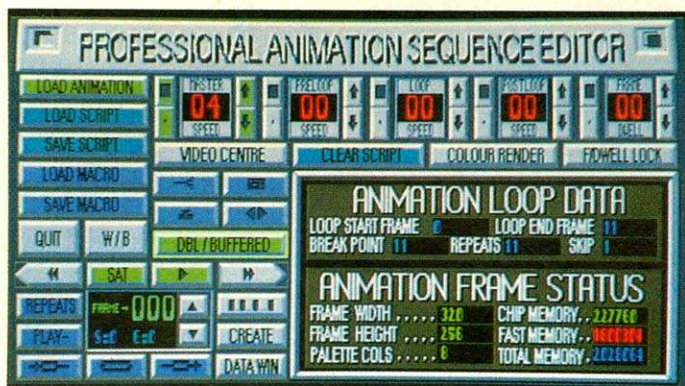 PROFESSIONAL ANIMATION SEQUENCE EDITOR
LOAD ANIMATION
LOAD SCRIPT
SAVE SCRIPT
LOAD MACRO
SAVE MACRO
MASTER 04 SPEED
PRELOOP 00 SPEED
LOOP 00 SPEED
POSTLOOP 00 SPEED
FRAME 00 DWELL
VIDEO CENTRE
CLEAR SCRIPT
COLOUR RENDER
F/DWELL LOCK
QUIT
W/B
DBL/BUFFERED
SAT
REPEATS
PLAY-
FRAME-000
S=0 E=0
CREATE
DATA WIN
ANIMATION LOOP DATA
LOOP START FRAME 0 LOOP END FRAME 11
BREAK POINT 11 REPEATS 11 SKIP 1
ANIMATION FRAME STATUS
FRAME WIDTH ..... 320 CHIP MEMORY.. 227760
FRAME HEIGHT .... 256 FAST MEMORY.
PALETTE COLS .... 8 TOTAL MEMORY.